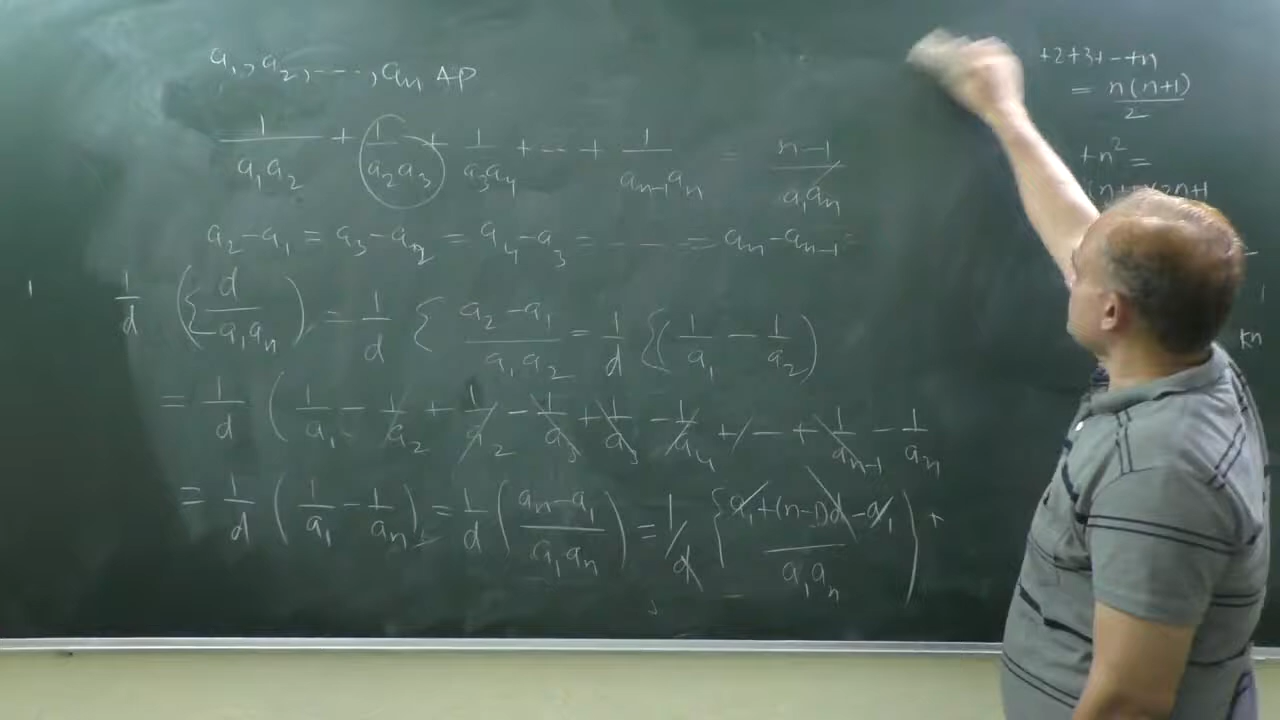 a₁, a₂, ----, aₙ AP
1/(a₁a₂) + 1/(a₂a₃) + 1/(a₃a₄) + --- + 1/(aₙ₋₁aₙ) = (n-1)/(a₁aₙ)
a₂-a₁ = a₃-a₂ = a₄-a₃ = ---- = aₙ-aₙ₋₁
1/d ({d/(a₁aₙ)) = 1/d { (a₂-a₁)/(a₁a₂) = 1/d {(1/a₁ - 1/a₂)
= 1/d (1/a₁ - 1/a₂ + 1/a₂ - 1/a₃ + 1/a₃ - 1/a₄ + - - + 1/aₙ₋₁ - 1/aₙ
= 1/d (1/a₁ - 1/aₙ) = 1/d ((aₙ-a₁)/(a₁aₙ)) = 1/d {(a₁+(n-1)d-a₁)/(a₁aₙ))
+2+3+--+n
= n(n+1)/2
+n² =
2n+1
kn